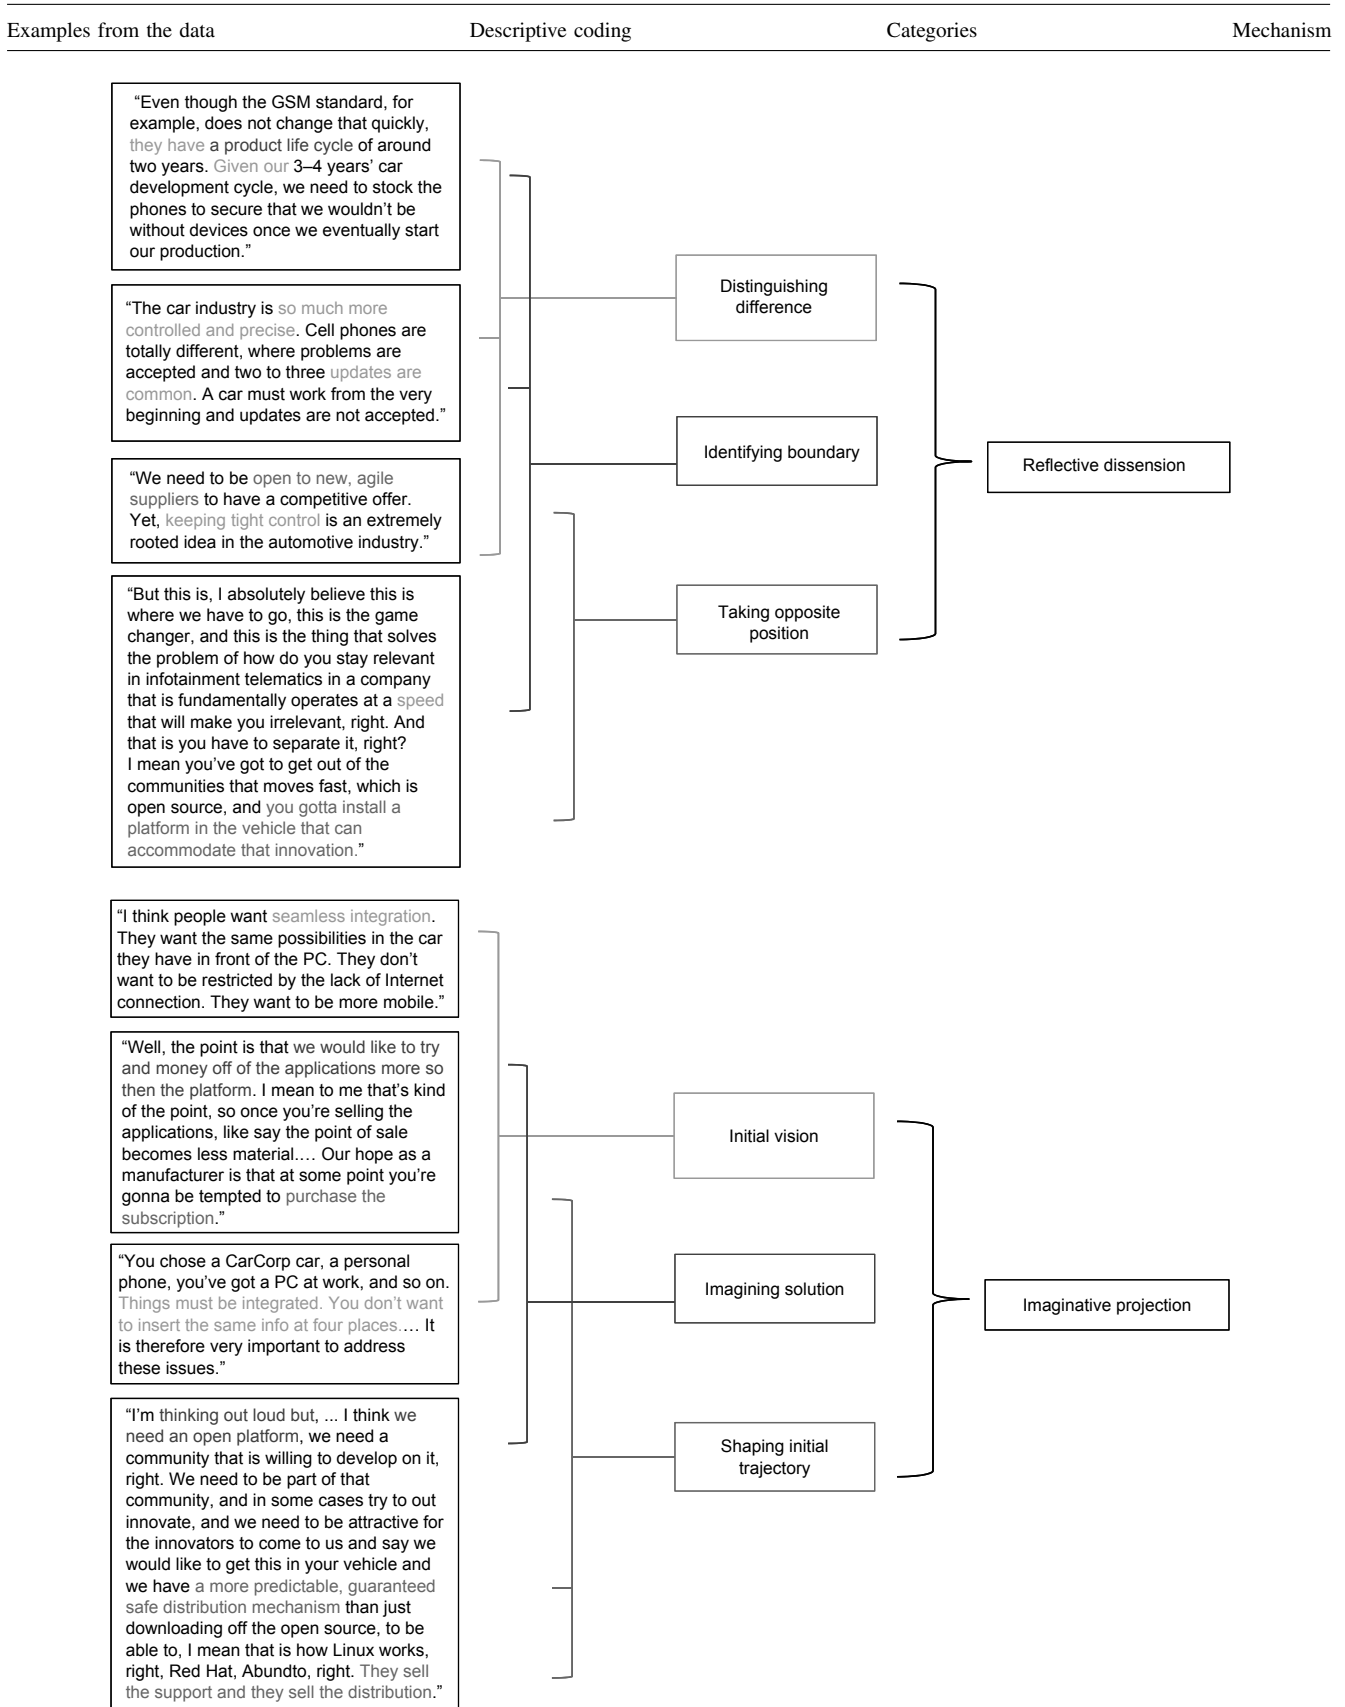 Examples from the data Descriptive coding Categories Mechanism
“Even though the GSM standard, for
example, does not change that quickly,
they have a product life cycle of around
two years. Given our 3–4 years’ car
development cycle, we need to stock the
phones to secure that we wouldn’t be
without devices once we eventually start
our production.”
“The car industry is so much more
controlled and precise. Cell phones are
totally different, where problems are
accepted and two to three updates are
common. A car must work from the very
beginning and updates are not accepted.”
“We need to be open to new, agile
suppliers to have a competitive offer.
Yet, keeping tight control is an extremely
rooted idea in the automotive industry.”
“But this is, I absolutely believe this is
where we have to go, this is the game
changer, and this is the thing that solves
the problem of how do you stay relevant
in infotainment telematics in a company
that is fundamentally operates at a speed
that will make you irrelevant, right. And
that is you have to separate it, right?
I mean you’ve got to get out of the
communities that moves fast, which is
open source, and you gotta install a
platform in the vehicle that can
accommodate that innovation.”
Distinguishing
difference
Identifying boundary
Taking opposite
position
Reflective dissension
“I think people want seamless integration.
They want the same possibilities in the car
they have in front of the PC. They don’t
want to be restricted by the lack of Internet
connection. They want to be more mobile.”
“Well, the point is that we would like to try
and money off of the applications more so
then the platform. I mean to me that’s kind
of the point, so once you’re selling the
applications, like say the point of sale
becomes less material.… Our hope as a
manufacturer is that at some point you’re
gonna be tempted to purchase the
subscription.”
“You chose a CarCorp car, a personal
phone, you’ve got a PC at work, and so on.
Things must be integrated. You don’t want
to insert the same info at four places.… It
is therefore very important to address
these issues.”
“I’m thinking out loud but, ... I think we
need an open platform, we need a
community that is willing to develop on it,
right. We need to be part of that
community, and in some cases try to out
innovate, and we need to be attractive for
the innovators to come to us and say we
would like to get this in your vehicle and
we have a more predictable, guaranteed
safe distribution mechanism than just
downloading off the open source, to be
able to, I mean that is how Linux works,
right, Red Hat, Abundto, right. They sell
the support and they sell the distribution.”
Initial vision
Imagining solution
Shaping initial
trajectory
Imaginative projection